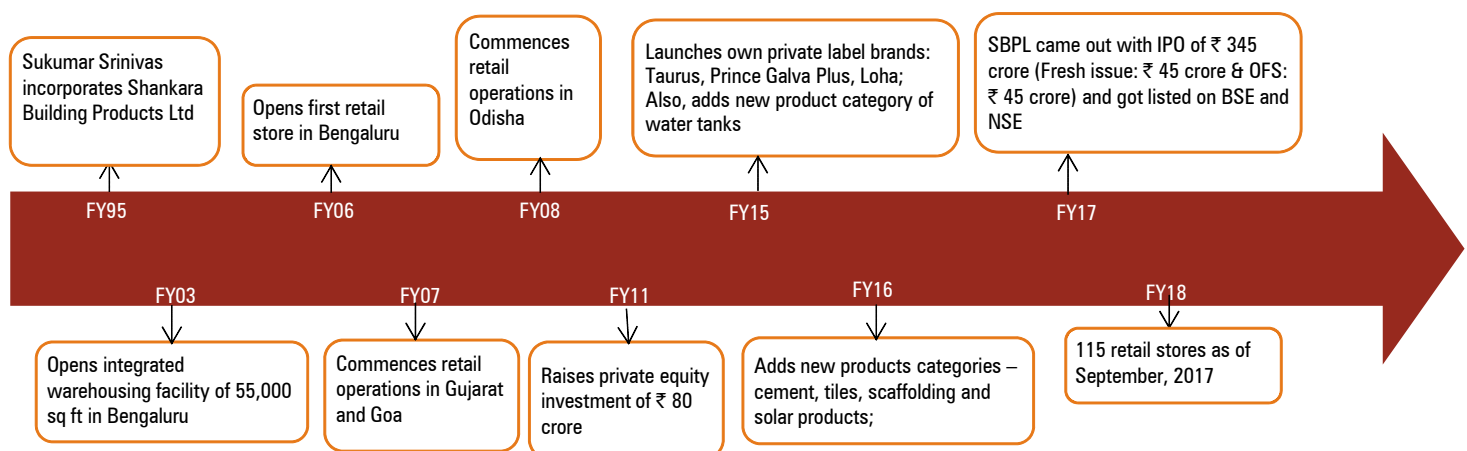 Sukumar Srinivas
incorporates Shankara
Building Products Ltd
Opens first retail
store in Bengaluru
Commences
retail
operations in
Odisha
Launches own private label brands:
Taurus, Prince Galva Plus, Loha;
Also, adds new product category of
water tanks
SBPL came out with IPO of ₹ 345
crore (Fresh issue: ₹ 45 crore & OFS:
₹ 45 crore) and got listed on BSE and
NSE
FY95
FY06
FY08
FY15
FY17
FY03
FY07
FY11
FY16
FY18
Opens integrated
warehousing facility of 55,000
sq ft in Bengaluru
Commences retail
operations in Gujarat
and Goa
Raises private equity
investment of ₹ 80
crore
Adds new products categories –
cement, tiles, scaffolding and
solar products;
115 retail stores as of
September, 2017